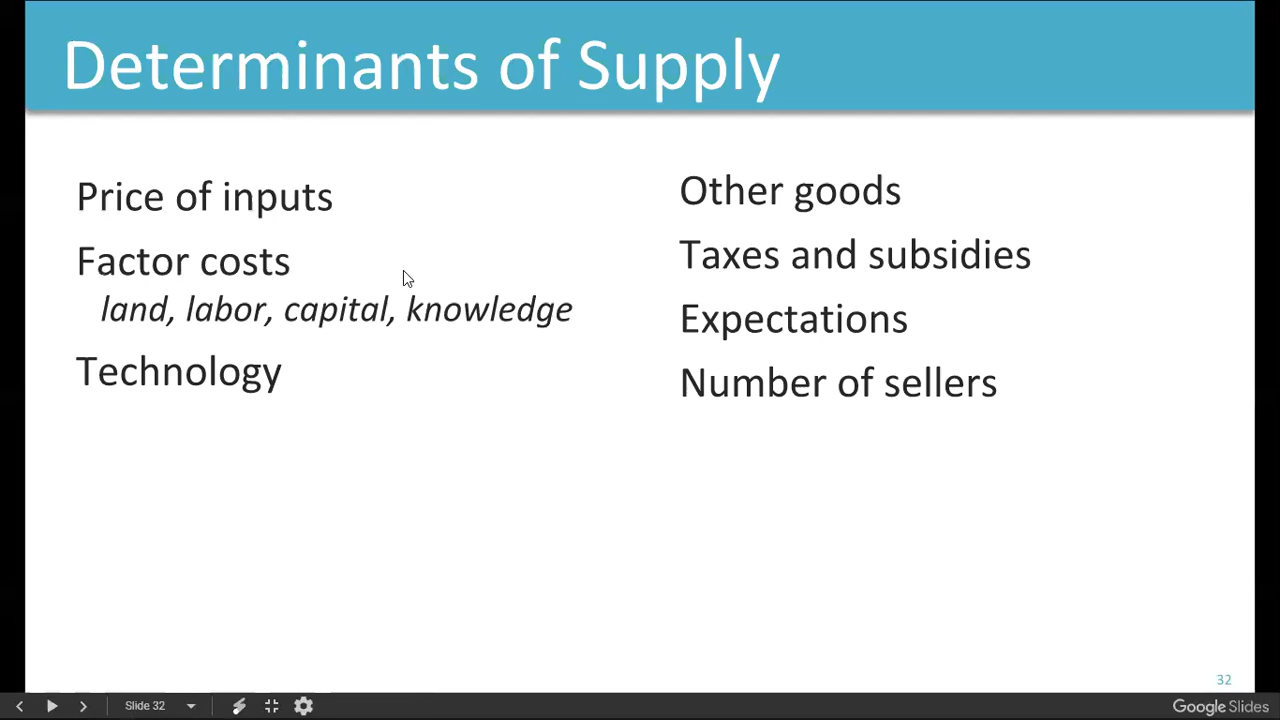 Determinants of Supply
Price of inputs
Factor costs
land, labor, capital, knowledge
Technology
Other goods
Taxes and subsidies
Expectations
Number of sellers
32
Slide 32
Google Slides